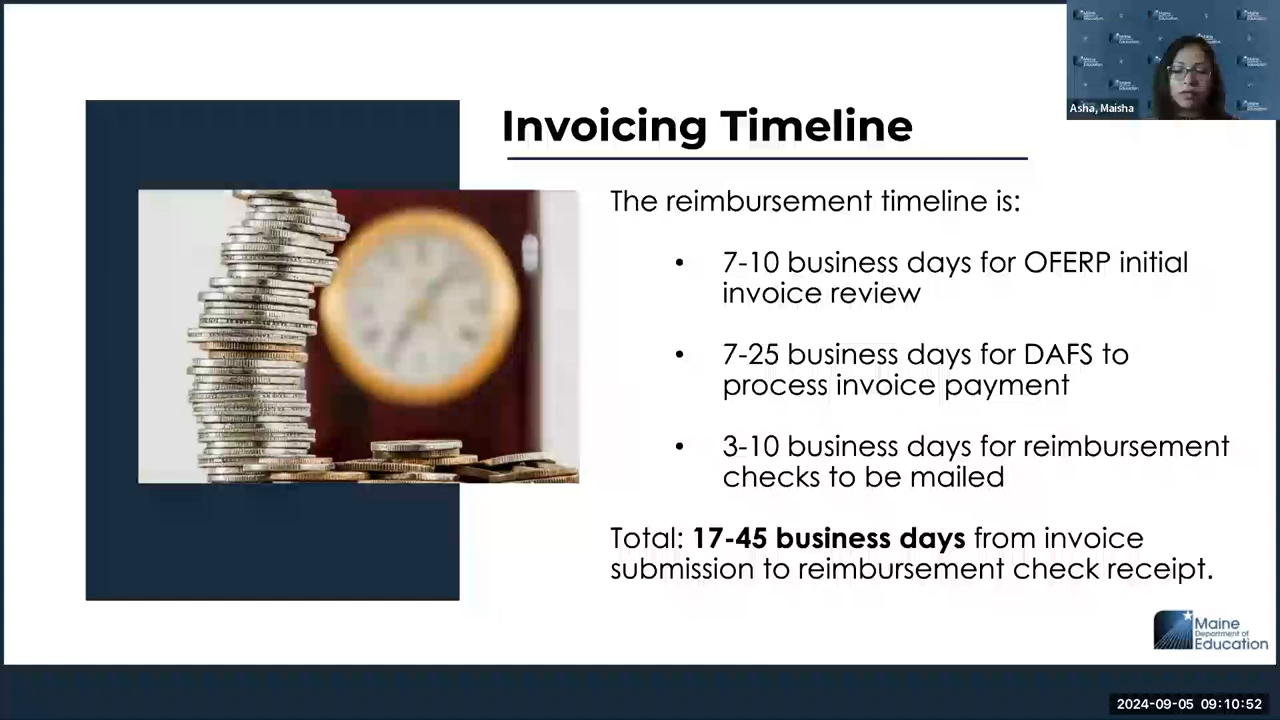 Asha, Maisha
Invoicing Timeline
The reimbursement timeline is:
• 7-10 business days for OFERP initial
invoice review
• 7-25 business days for DAFS to
process invoice payment
• 3-10 business days for reimbursement
checks to be mailed
Total: 17-45 business days from invoice
submission to reimbursement check receipt.
Maine
Department of
Education
2024-09-05 09:10:52